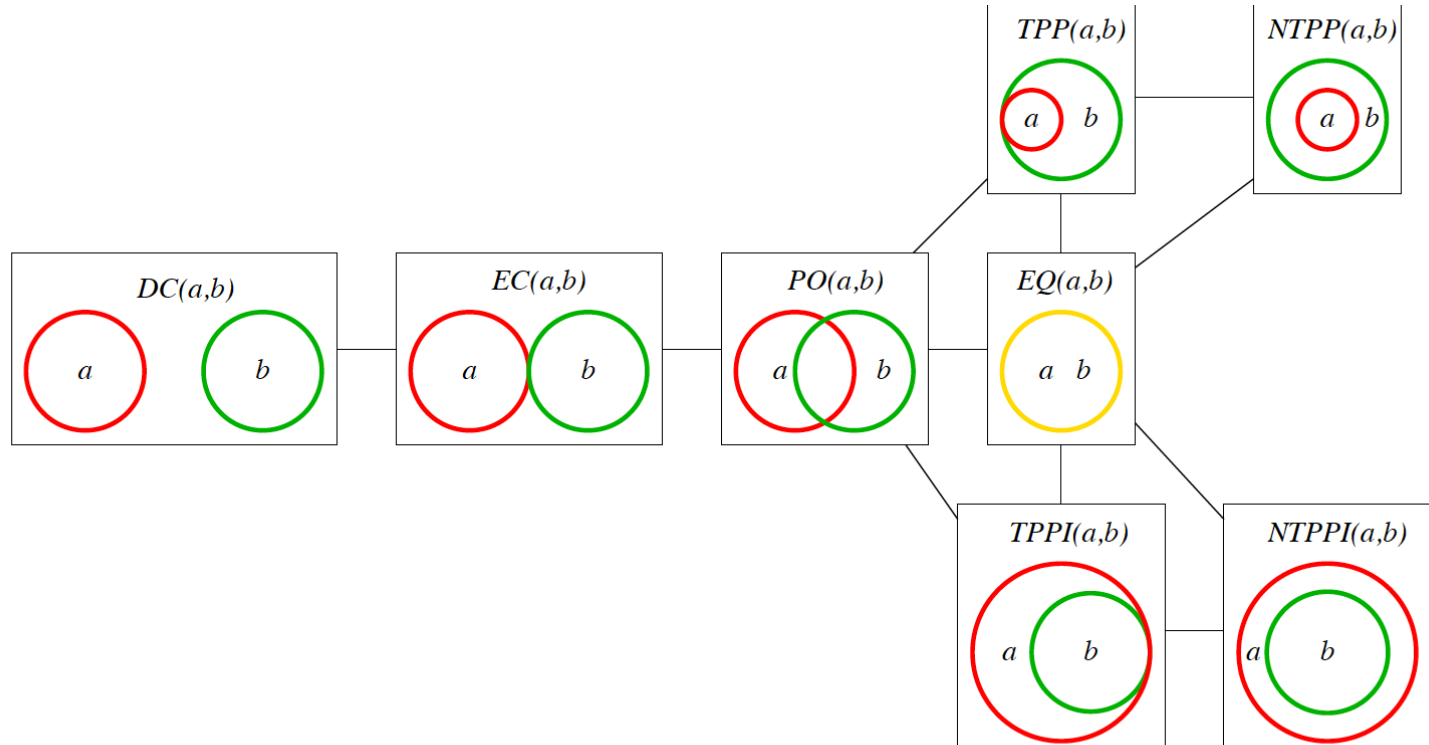 TPP(a,b)
a b
NTPP(a,b)
a b
DC(a,b)
a b
EC(a,b)
a b
PO(a,b)
a b
EQ(a,b)
a b
TPPI(a,b)
a b
NTPPI(a,b)
a b